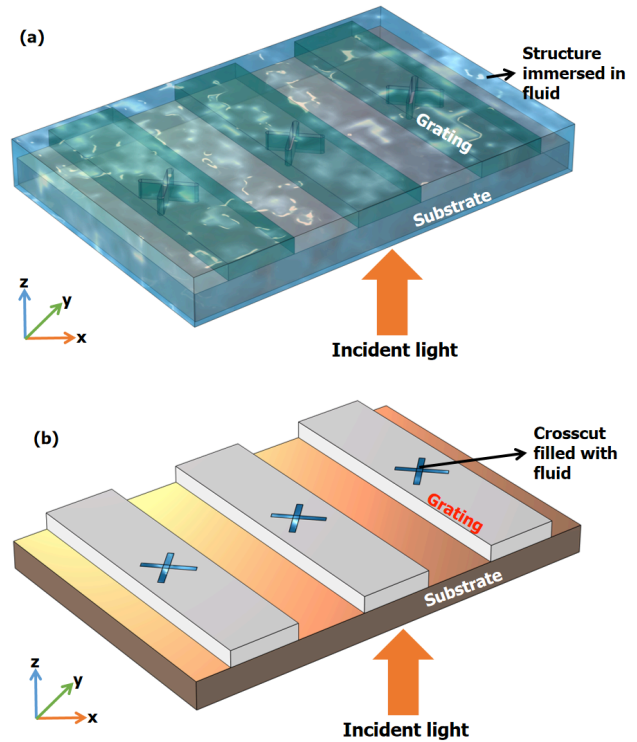 (a)
Structure
immersed in
fluid
Grating
Substrate
z
y
x
Incident light
(b)
Crosscut
filled with
fluid
Grating
Substrate
z
y
x
Incident light